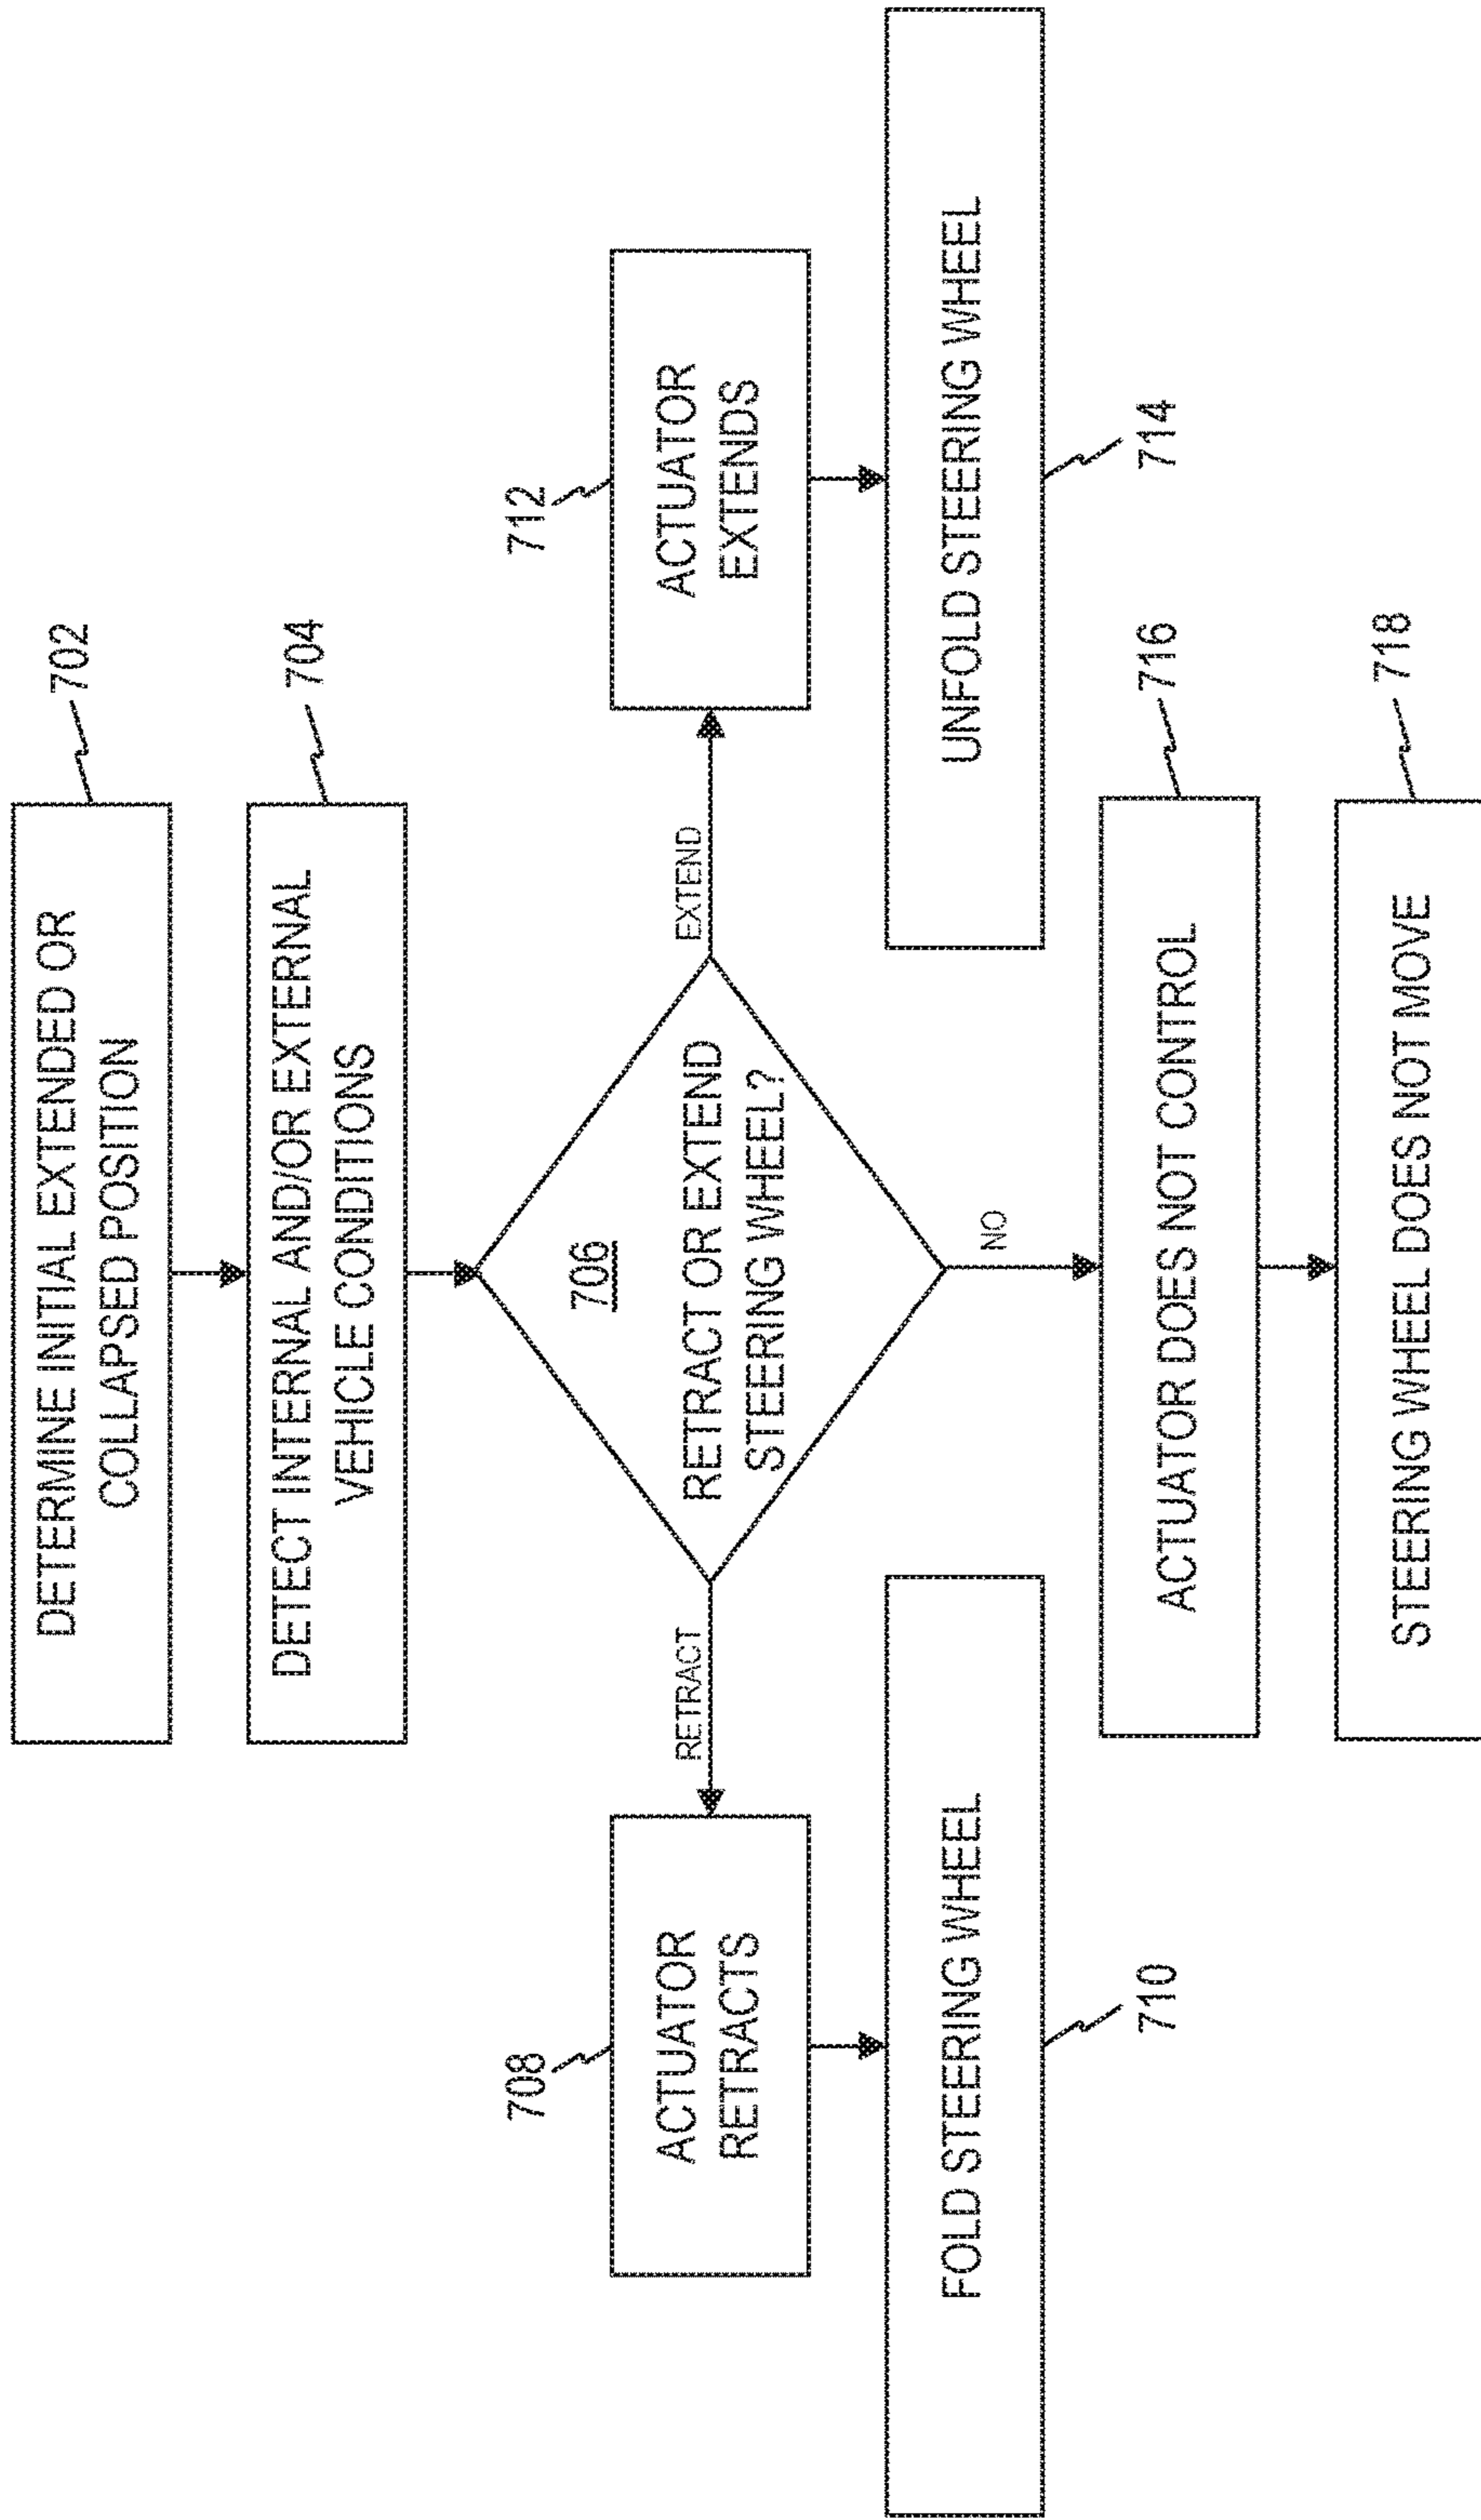 DETERMINE INITIAL EXTENDED OR
COLLAPSED POSITION
702
DETECT INTERNAL AND/OR EXTERNAL
VEHICLE CONDITIONS
704
706
RETRACT OR EXTEND
STEERING WHEEL?
RETRACT
EXTEND
NO
708
ACTUATOR
RETRACTS
FOLD STEERING WHEEL
710
712
ACTUATOR
EXTENDS
UNFOLD STEERING WHEEL
714
ACTUATOR DOES NOT CONTROL
716
STEERING WHEEL DOES NOT MOVE
718